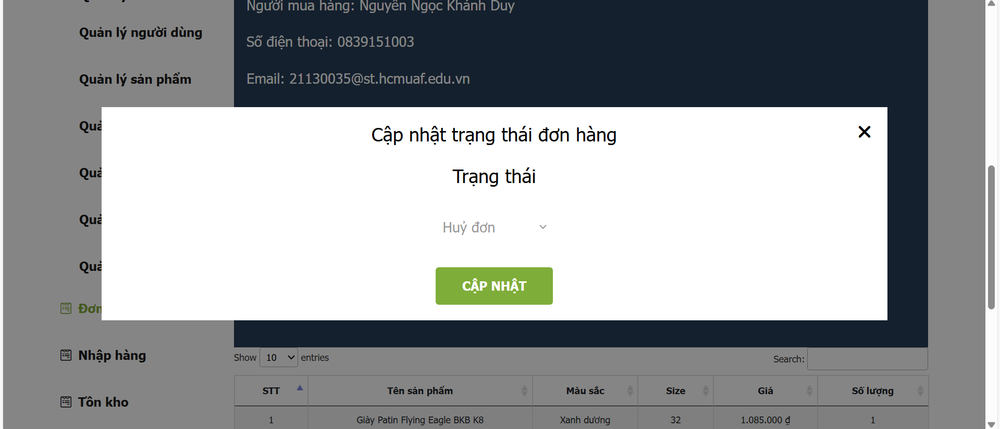 Người mua hàng: Nguyễn Ngọc Khánh Duy
Quản lý người dùng
Số điện thoại: 0839151003
Quản lý sản phẩm
Email: 21130035@st.hcmuaf.edu.vn
Cập nhật trạng thái đơn hàng
Trạng thái
Huỷ đơn
CẬP NHẬT
Quả
Quả
Quả
Quả
Đơn
Nhập hàng
Tồn kho
Show 10 entries
Search:
STT Tên sản phẩm Màu sắc Size Giá Số lượng
1 Giày Patin Flying Eagle BKB K8 Xanh dương 32 1.085.000 ₫ 1